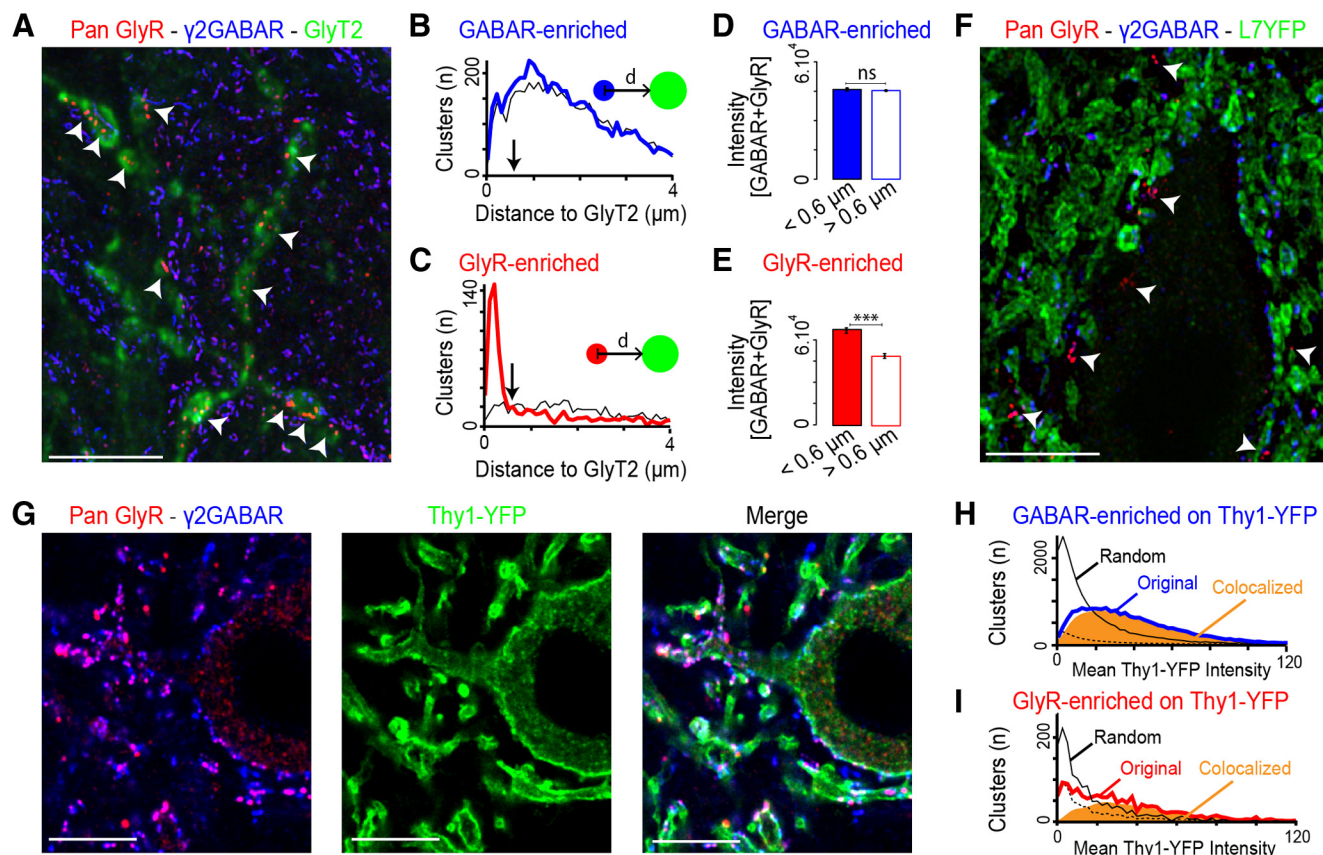 A
Pan GlyR - γ2GABAR - GlyT2
B
GABAR-enriched
Clusters (n)
200
0
d
0
4
Distance to GlyT2 (µm)
C
GlyR-enriched
Clusters (n)
140
0
d
0
4
Distance to GlyT2 (µm)
D
GABAR-enriched
Intensity
[GABAR+GlyR]
6.10⁴
0
ns
< 0.6 µm
> 0.6 µm
E
GlyR-enriched
Intensity
[GABAR+GlyR]
6.10⁴
0
***
< 0.6 µm
> 0.6 µm
F
Pan GlyR - γ2GABAR - L7YFP
G
Pan GlyR - γ2GABAR
Thy1-YFP
Merge
H
GABAR-enriched on Thy1-YFP
Clusters (n)
2000
0
Random
Original
Colocalized
0
120
Mean Thy1-YFP Intensity
I
GlyR-enriched on Thy1-YFP
Clusters (n)
200
0
Random
Original
Colocalized
0
120
Mean Thy1-YFP Intensity